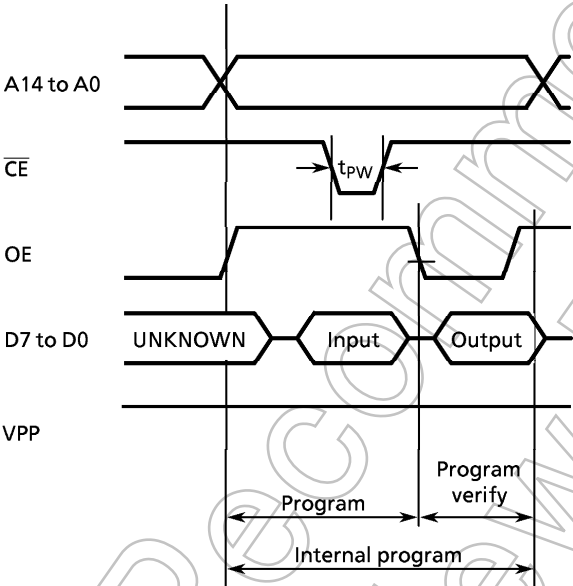 A14 to A0
CE
tPW
OE
D7 to D0
UNKNOWN
Input
Output
VPP
Program
Program
verify
Internal program